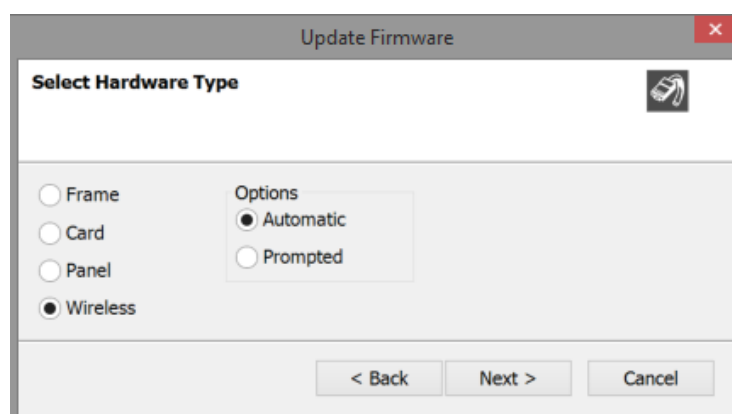 Update Firmware
Select Hardware Type
Frame
Card
Panel
Wireless
Options
Automatic
Prompted
< Back
Next >
Cancel